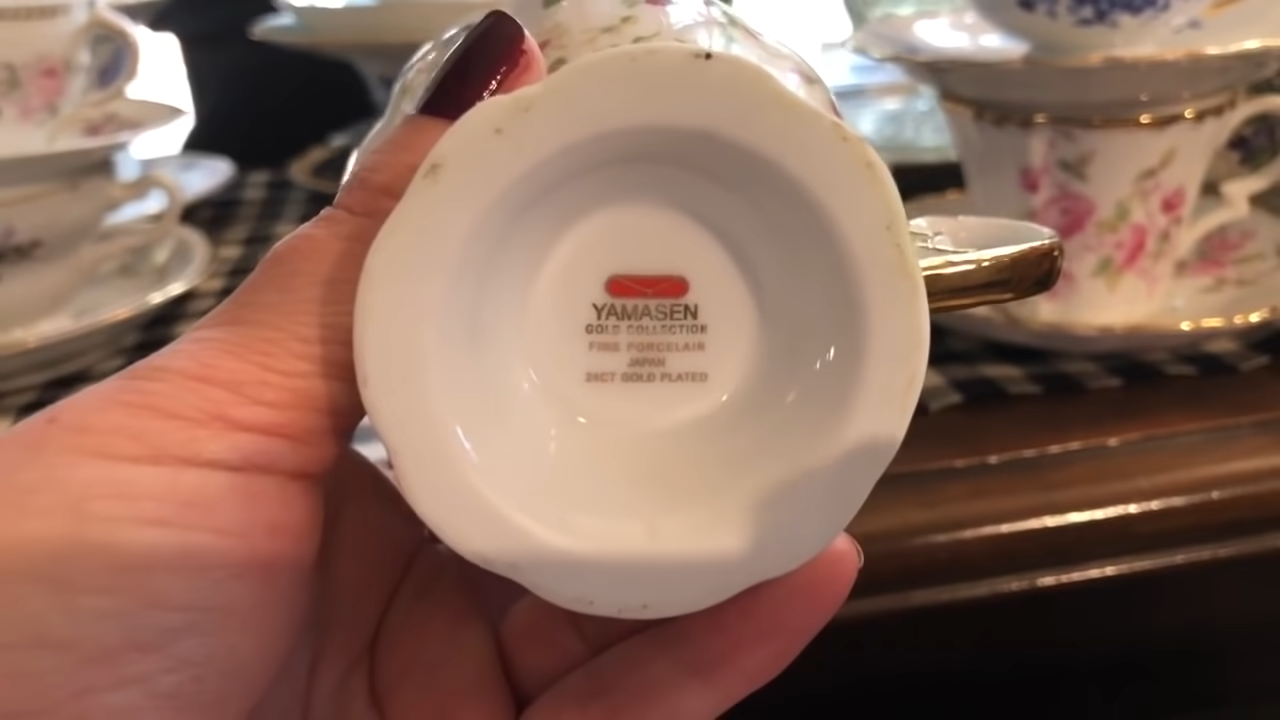 YAMASEN
GOLD COLLECTION
FINE PORCELAIN
JAPAN
24CT GOLD PLATED